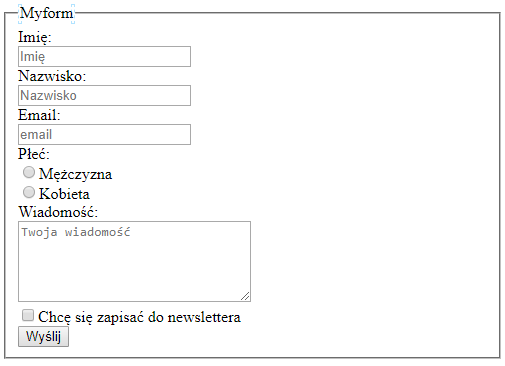 Myform
Imię:
Imię
Nazwisko:
Nazwisko
Email:
email
Płeć:
Mężczyzna
Kobieta
Wiadomość:
Twoja wiadomość
Chcę się zapisać do newslettera
Wyślij